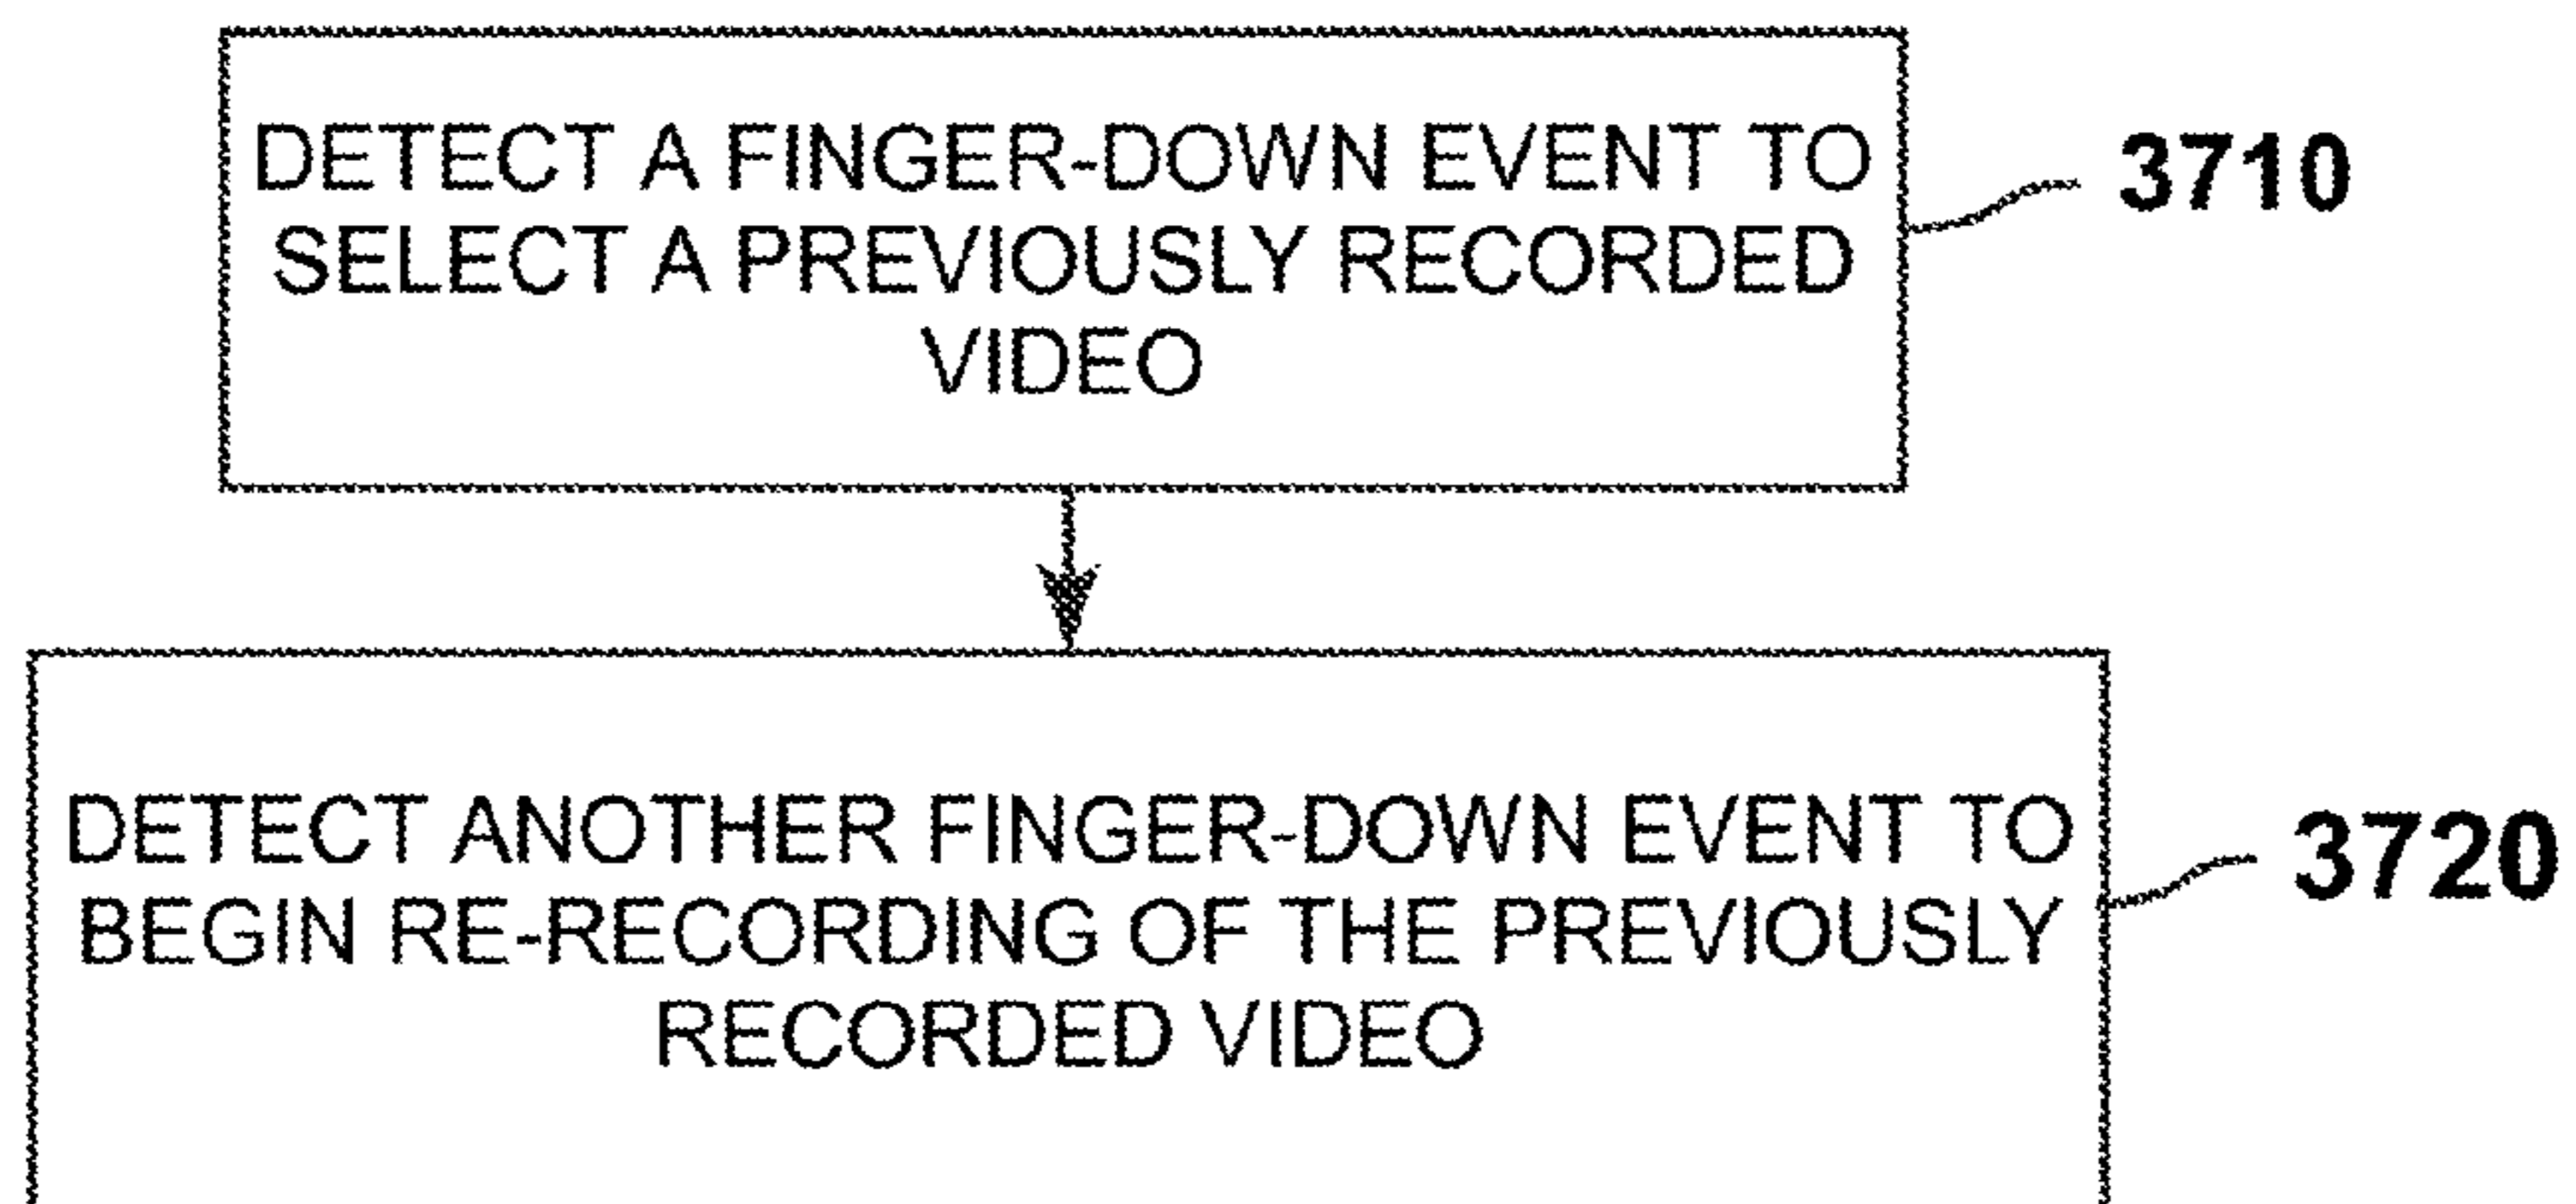 DETECT A FINGER-DOWN EVENT TO
SELECT A PREVIOUSLY RECORDED
VIDEO
3710
DETECT ANOTHER FINGER-DOWN EVENT TO
BEGIN RE-RECORDING OF THE PREVIOUSLY
RECORDED VIDEO
3720